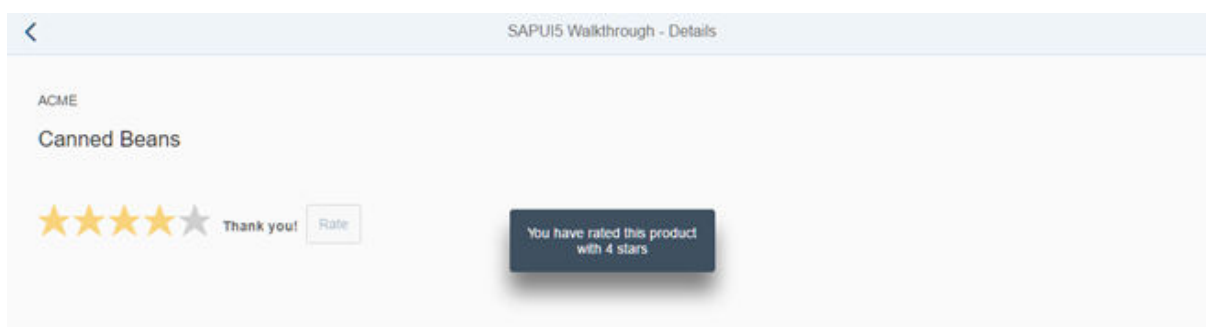 SAPUI5 Walkthrough - Details
ACME
Canned Beans
Thank you! Rate
You have rated this product
with 4 stars